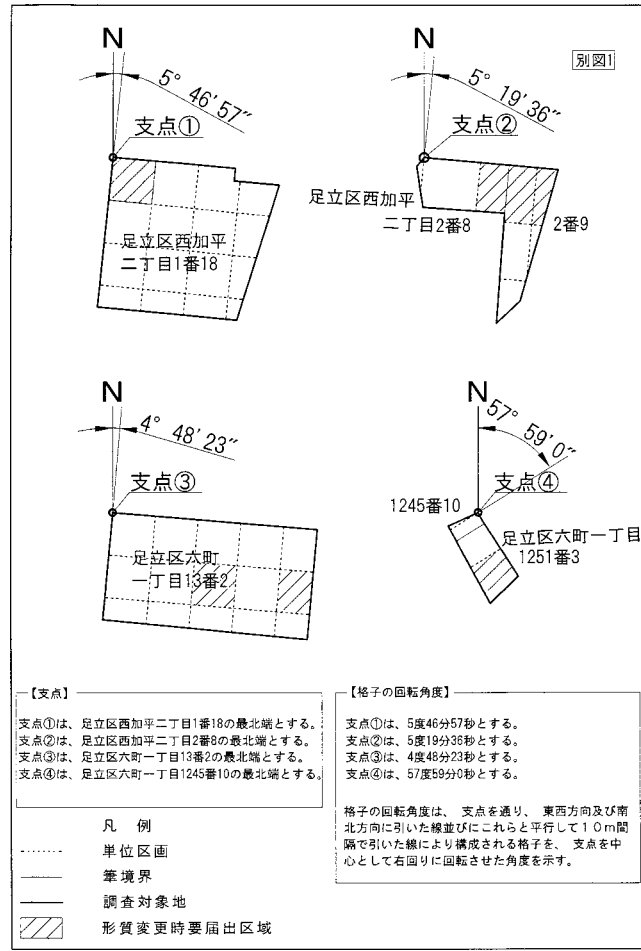 別図1
N
5° 46'57"
支点①
足立区西加平
二丁目1番18
N
5° 19'36"
支点②
足立区西加平
二丁目2番8
2番9
N
4° 48'23"
支点③
足立区六町
一丁目13番2
N
57° 59'0"
支点④
1245番10
足立区六町一丁目
1251番3
【支点】
支点①は、足立区西加平二丁目1番18の最北端とする。
支点②は、足立区西加平二丁目2番8の最北端とする。
支点③は、足立区六町一丁目13番2の最北端とする。
支点④は、足立区六町一丁目1245番10の最北端とする。
【格子の回転角度】
支点①は、5度46分57秒とする。
支点②は、5度19分36秒とする。
支点③は、4度48分23秒とする。
支点④は、57度59分0秒とする。
格子の回転角度は、支点を通り、東西方向及び南
北方向に引いた線並びにこれらと平行して10m間
隔で引いた線により構成される格子を、支点を中
心として右回りに回転させた角度を示す。
凡 例
単位区画
筆境界
調査対象地
形質変更時要届出区域